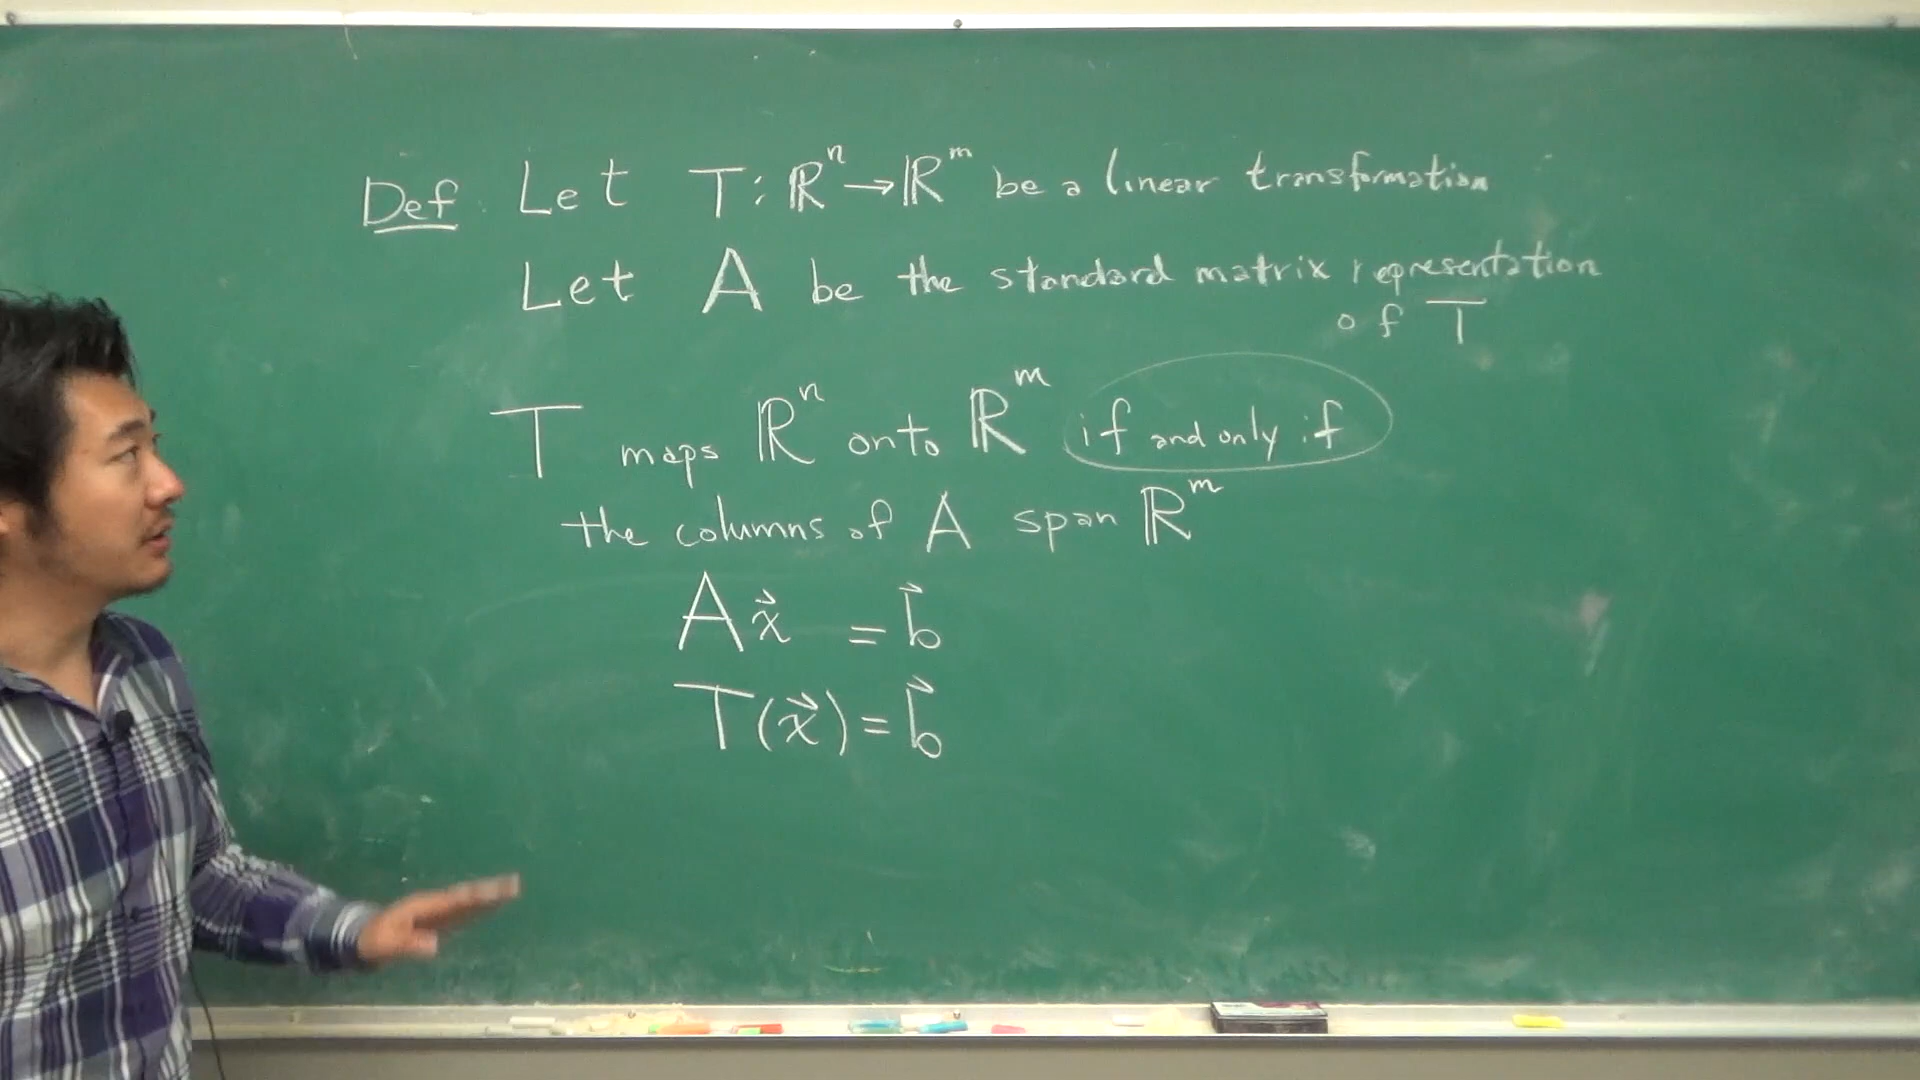 Def. Let T: ℝⁿ → ℝᵐ be a linear transformation
Let A be the standard matrix representation
of T
T maps ℝⁿ onto ℝᵐ if and only if
the columns of A span ℝᵐ
Ax⃗ = b⃗
T(x⃗) = b⃗